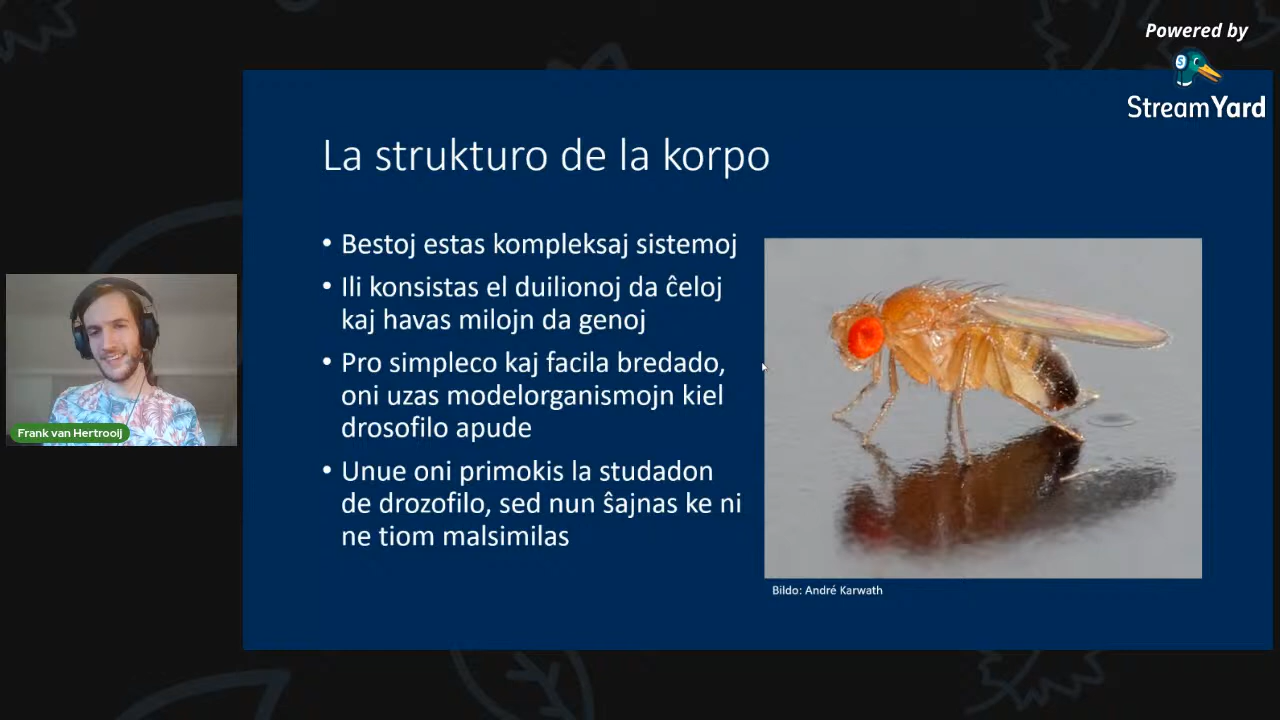 Powered by
StreamYard
La strukturo de la korpo
• Bestoj estas kompleksaj sistemoj
• Ili konsistas el duilionoj da ĉeloj
kaj havas milojn da genoj
• Pro simpleco kaj facila bredado,
oni uzas modelorganismojn kiel
drosofilo apude
• Unue oni primokis la studadon
de drozofilo, sed nun ŝajnas ke ni
ne tiom malsimilas
Bildo: André Karwath
Frank van Hertrooij